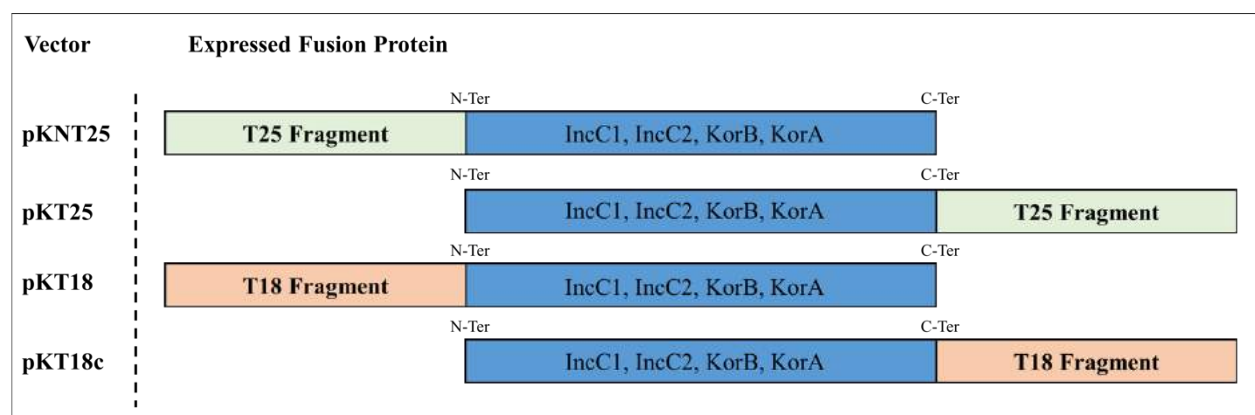 Vector Expressed Fusion Protein
N-Ter C-Ter
pKNT25 T25 Fragment IncC1, IncC2, KorB, KorA
N-Ter C-Ter
pKT25 IncC1, IncC2, KorB, KorA T25 Fragment
N-Ter C-Ter
pKT18 T18 Fragment IncC1, IncC2, KorB, KorA
N-Ter C-Ter
pKT18c IncC1, IncC2, KorB, KorA T18 Fragment